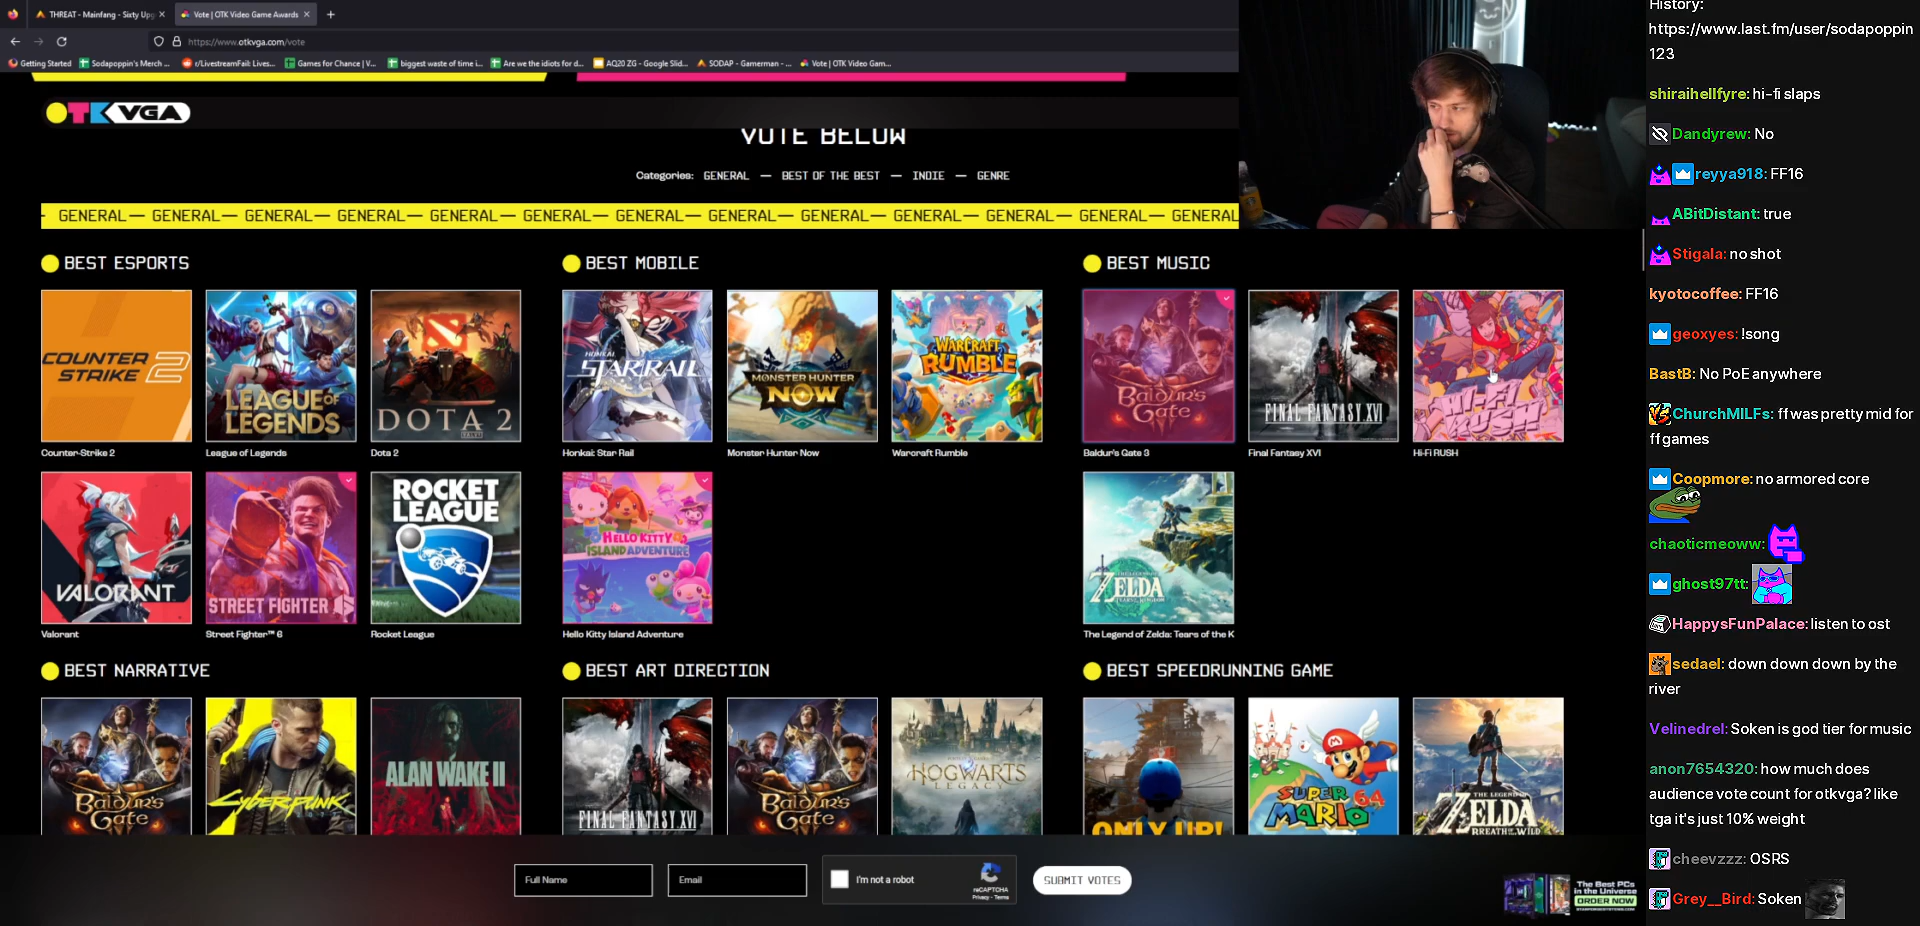 THREAT - Mainfang - Sixty Upg
Vote | OTK Video Game Awards
https://www.otkvga.com/vote
Getting Started
Sodapoppin's Merch ...
r/LivestreamFail: Lives...
Games for Chance | V...
biggest waste of time i...
Are we the idiots for d...
AQ20 ZG - Google Slid...
SODAP - Gamerman - ...
Vote | OTK Video Gam...
OTK VGA
VOTE BELOW
Categories: GENERAL — BEST OF THE BEST — INDIE — GENRE
GENERAL— GENERAL— GENERAL— GENERAL— GENERAL— GENERAL— GENERAL— GENERAL— GENERAL— GENERAL— GENERAL— GENERAL— GENERAL
BEST ESPORTS
COUNTER STRIKE 2
LEAGUE OF LEGENDS
DOTA 2
Counter-Strike 2
League of Legends
Dota 2
VALORANT
STREET FIGHTER 6
ROCKET LEAGUE
Valorant
Street Fighter™ 6
Rocket League
BEST MOBILE
HONKAI STAR RAIL
MONSTER HUNTER NOW
WARCRAFT RUMBLE
Honkai: Star Rail
Monster Hunter Now
Warcraft Rumble
HELLO KITTY ISLAND ADVENTURE
Hello Kitty Island Adventure
BEST MUSIC
BALDUR'S GATE
FINAL FANTASY XVI
HI-FI RUSH
Baldur's Gate 3
Final Fantasy XVI
Hi-Fi RUSH
THE LEGEND OF ZELDA
The Legend of Zelda: Tears of the K
BEST NARRATIVE
BALDUR'S GATE
CYBERPUNK
ALAN WAKE II
BEST ART DIRECTION
FINAL FANTASY XVI
BALDUR'S GATE
HOGWARTS LEGACY
BEST SPEEDRUNNING GAME
ONLY UP!
SUPER MARIO 64
THE LEGEND OF ZELDA BREATH OF THE WILD
Full Name
Email
I'm not a robot
reCAPTCHA
Privacy - Terms
SUBMIT VOTES
The Best PCs
in the Universe
ORDER NOW
History:
https://www.last.fm/user/sodapoppin
123
shiraihellfyre: hi-fi slaps
Dandyrew: No
reyya918: FF16
ABitDistant: true
Stigala: no shot
kyotocoffee: FF16
geoxyes: !song
BastB: No PoE anywhere
ChurchMILFs: ff was pretty mid for
ff games
Coopmore: no armored core
chaoticmeoww:
ghost97tt:
HappysFunPalace: listen to ost
sedael: down down down by the
river
Velinedrel: Soken is god tier for music
anon7654320: how much does
audience vote count for otkvga? like
tga it's just 10% weight
cheevzzz: OSRS
Grey__Bird: Soken